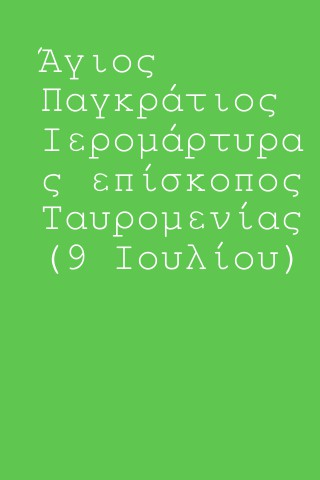 Άγιος
Παγκράτιος
Ιερομάρτυρα
ς επίσκοπος
Ταυρομενίας
(9 Ιουλίου)